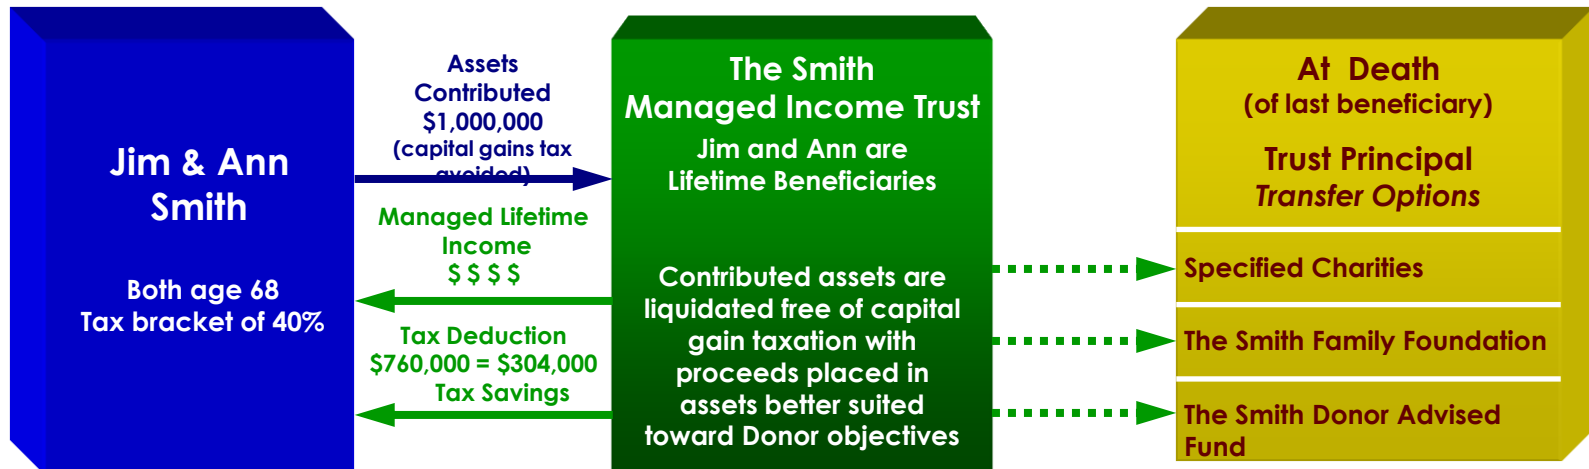 Jim & Ann
Smith
Both age 68
Tax bracket of 40%
Assets
Contributed
$1,000,000
(capital gains tax
avoided)
Managed Lifetime
Income
$ $ $ $
Tax Deduction
$760,000 = $304,000
Tax Savings
The Smith
Managed Income Trust
Jim and Ann are
Lifetime Beneficiaries
Contributed assets are
liquidated free of capital
gain taxation with
proceeds placed in
assets better suited
toward Donor objectives
At Death
(of last beneficiary)
Trust Principal
Transfer Options
Specified Charities
The Smith Family Foundation
The Smith Donor Advised
Fund